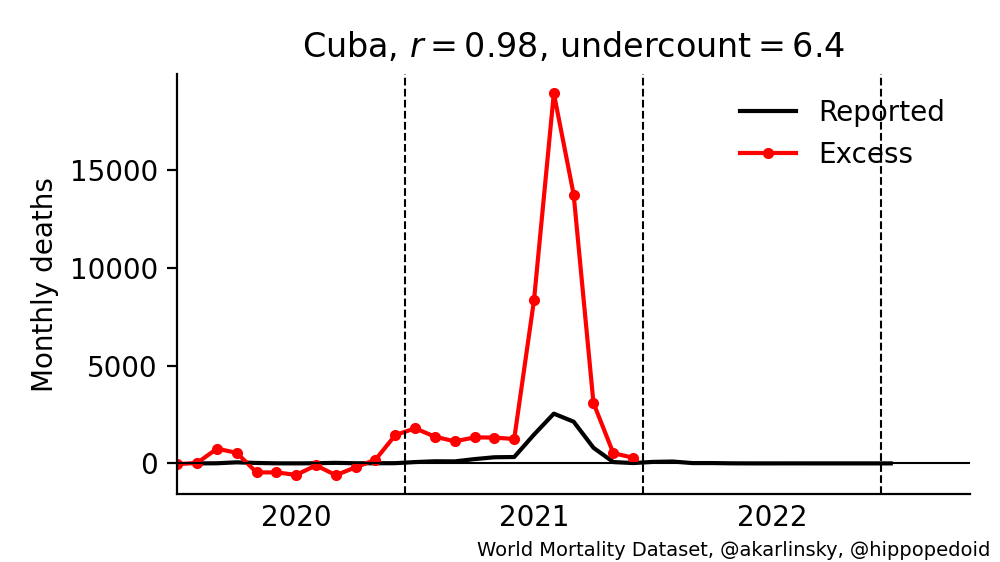 Cuba, r = 0.98, undercount = 6.4
Reported
Excess
Monthly deaths
15000
10000
5000
0
2020 2021 2022
World Mortality Dataset, @akarlinsky, @hippopedoid